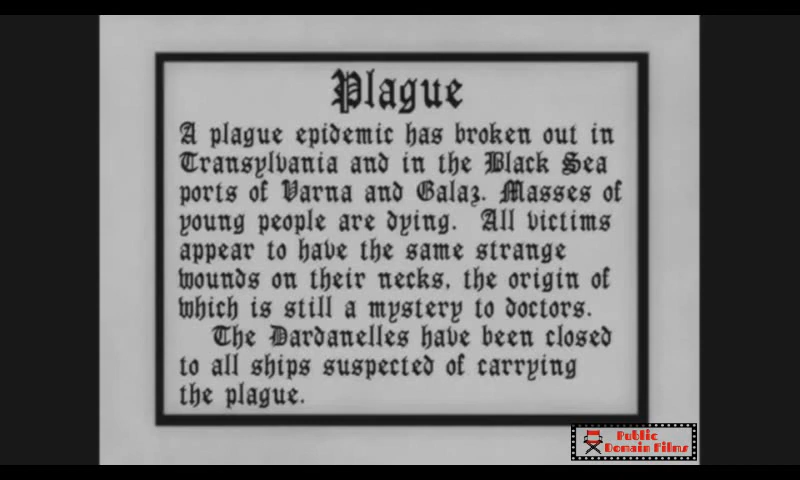 Plague
A plague epidemic has broken out in
Transylvania and in the Black Sea
ports of Varna and Galaz. Masses of
young people are dying. All victims
appear to have the same strange
wounds on their necks, the origin of
which is still a mystery to doctors.
The Dardanelles have been closed
to all ships suspected of carrying
the plague.
Public
Domain Films